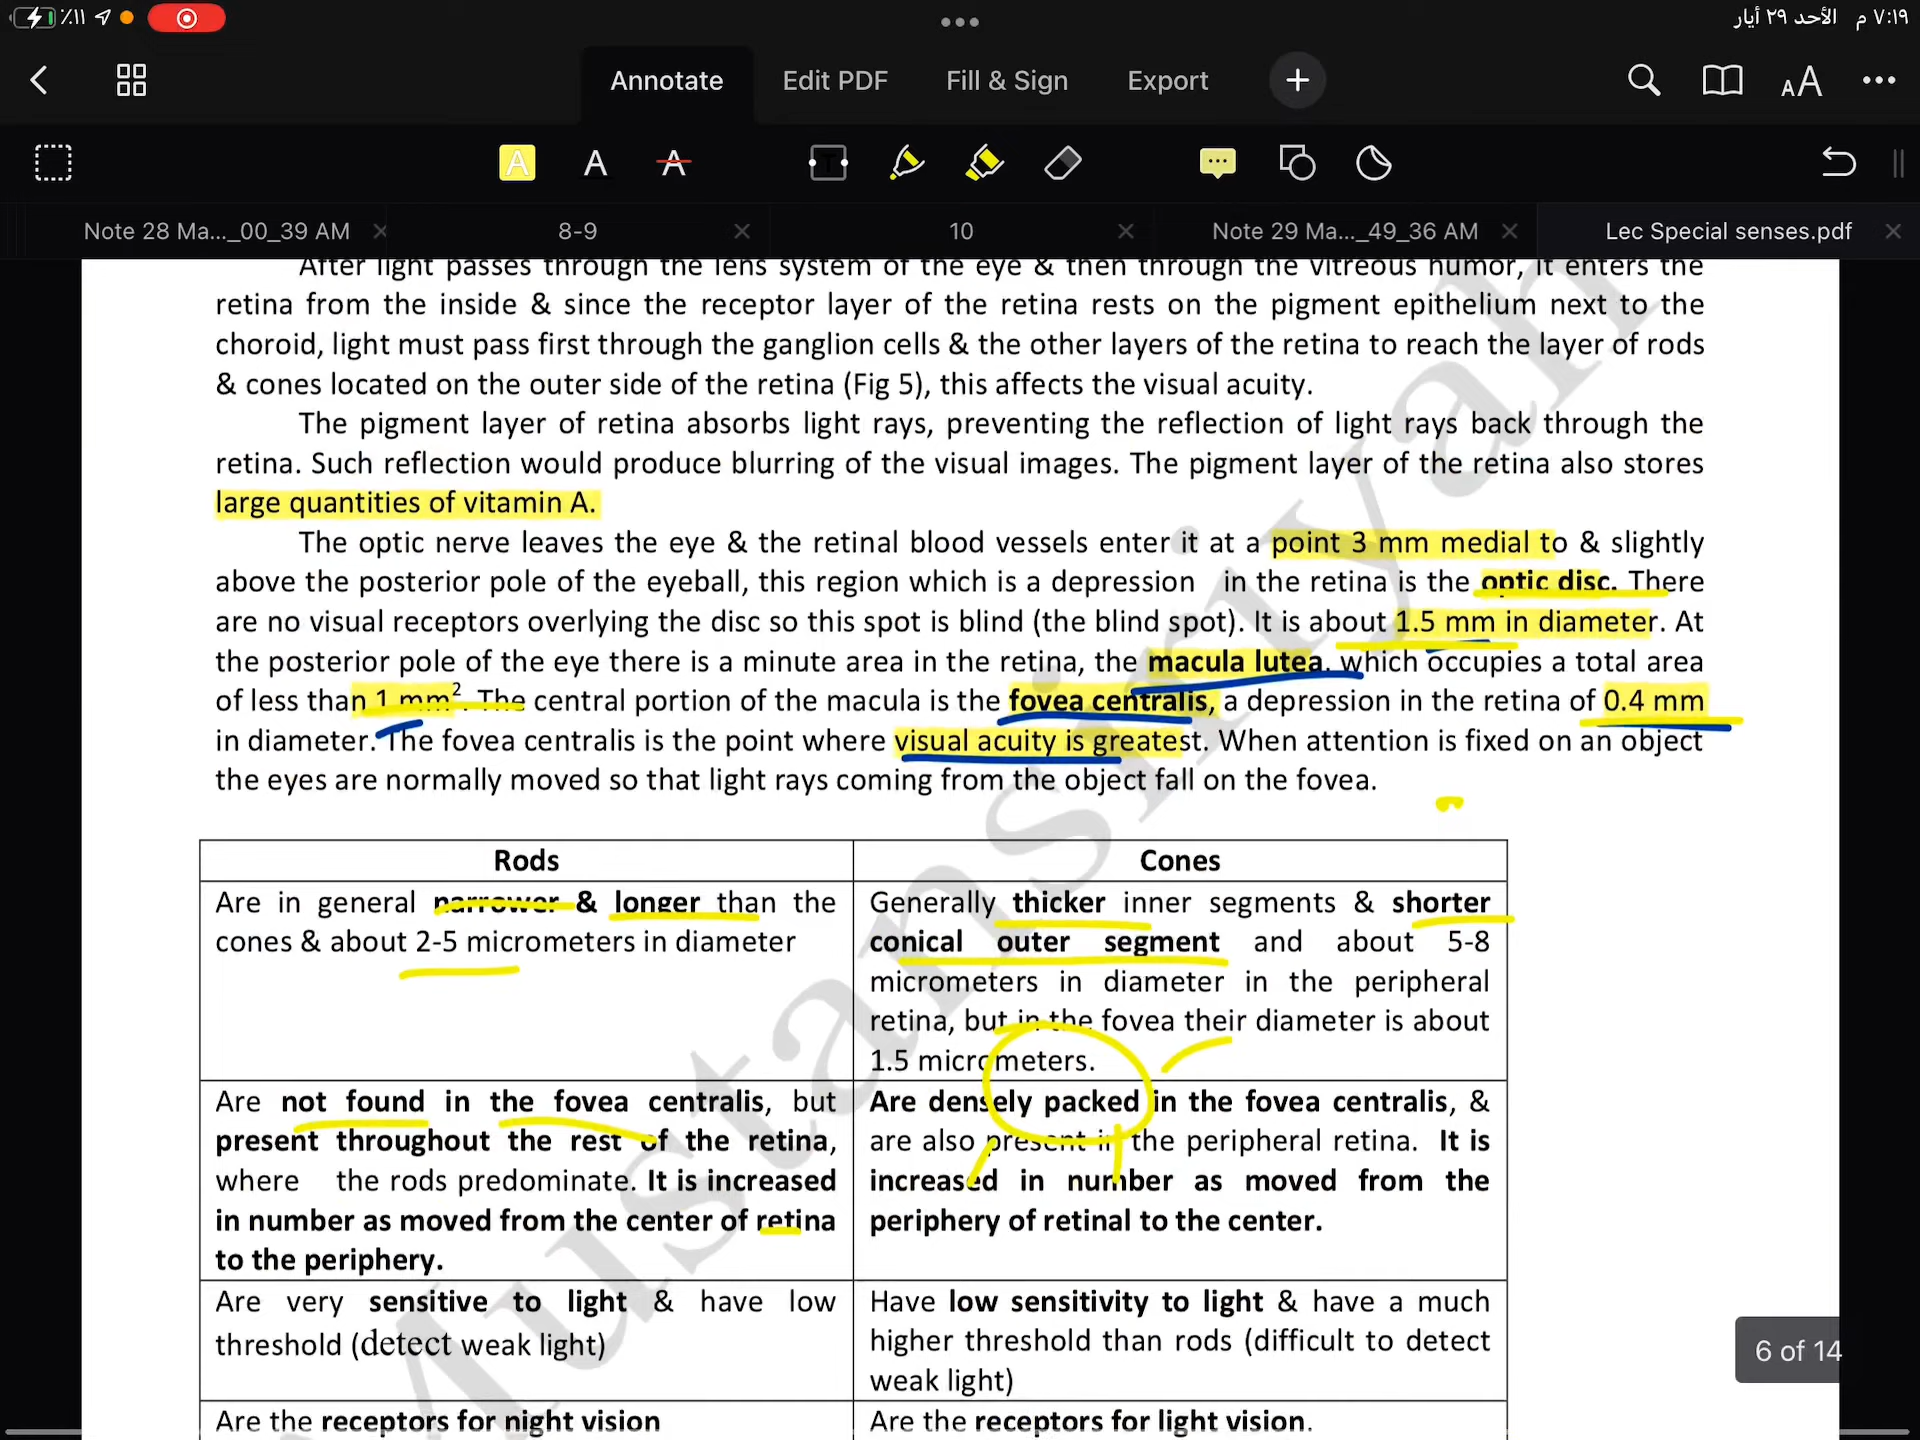 ٪١١
٧:١٩ م الأحد ٢٩ أيار
Annotate Edit PDF Fill & Sign Export
Note 28 Ma..._00_39 AM 8-9 10 Note 29 Ma..._49_36 AM Lec Special senses.pdf
After light passes through the lens system of the eye & then through the vitreous humor, it enters the
retina from the inside & since the receptor layer of the retina rests on the pigment epithelium next to the
choroid, light must pass first through the ganglion cells & the other layers of the retina to reach the layer of rods
& cones located on the outer side of the retina (Fig 5), this affects the visual acuity.
The pigment layer of retina absorbs light rays, preventing the reflection of light rays back through the
retina. Such reflection would produce blurring of the visual images. The pigment layer of the retina also stores
large quantities of vitamin A.
The optic nerve leaves the eye & the retinal blood vessels enter it at a point 3 mm medial to & slightly
above the posterior pole of the eyeball, this region which is a depression in the retina is the optic disc. There
are no visual receptors overlying the disc so this spot is blind (the blind spot). It is about 1.5 mm in diameter. At
the posterior pole of the eye there is a minute area in the retina, the macula lutea, which occupies a total area
of less than 1 mm². The central portion of the macula is the fovea centralis, a depression in the retina of 0.4 mm
in diameter. The fovea centralis is the point where visual acuity is greatest. When attention is fixed on an object
the eyes are normally moved so that light rays coming from the object fall on the fovea.
Rods
Are in general narrower & longer than the
cones & about 2-5 micrometers in diameter
Cones
Generally thicker inner segments & shorter
conical outer segment and about 5-8
micrometers in diameter in the peripheral
retina, but in the fovea their diameter is about
1.5 micrometers.
Are not found in the fovea centralis, but
present throughout the rest of the retina,
where the rods predominate. It is increased
in number as moved from the center of retina
to the periphery.
Are densely packed in the fovea centralis, &
are also present in the peripheral retina. It is
increased in number as moved from the
periphery of retinal to the center.
Are very sensitive to light & have low
threshold (detect weak light)
Have low sensitivity to light & have a much
higher threshold than rods (difficult to detect
weak light)
Are the receptors for night vision
Are the receptors for light vision.
6 of 14
Mustansiriyah